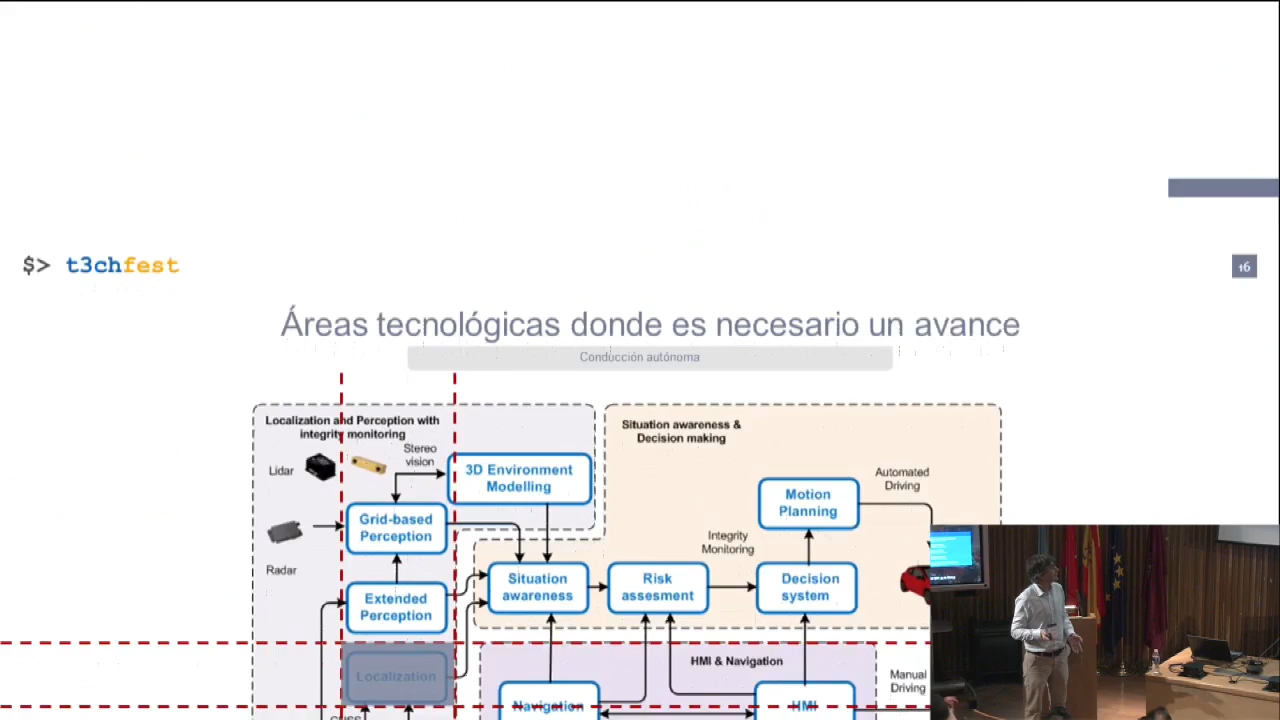 $> t3chfest
16
Áreas tecnológicas donde es necesario un avance
Conducción autónoma
Localization and Perception with
integrity monitoring
Situation awareness &
Decision making
Lidar
Stereo
vision
3D Environment
Modelling
Automated
Driving
Motion
Planning
Grid-based
Perception
Integrity
Monitoring
Radar
Situation
awareness
Risk
assesment
Decision
system
Extended
Perception
HMI & Navigation
Localization
Manual
Driving
Navigation
HMI
GNSS